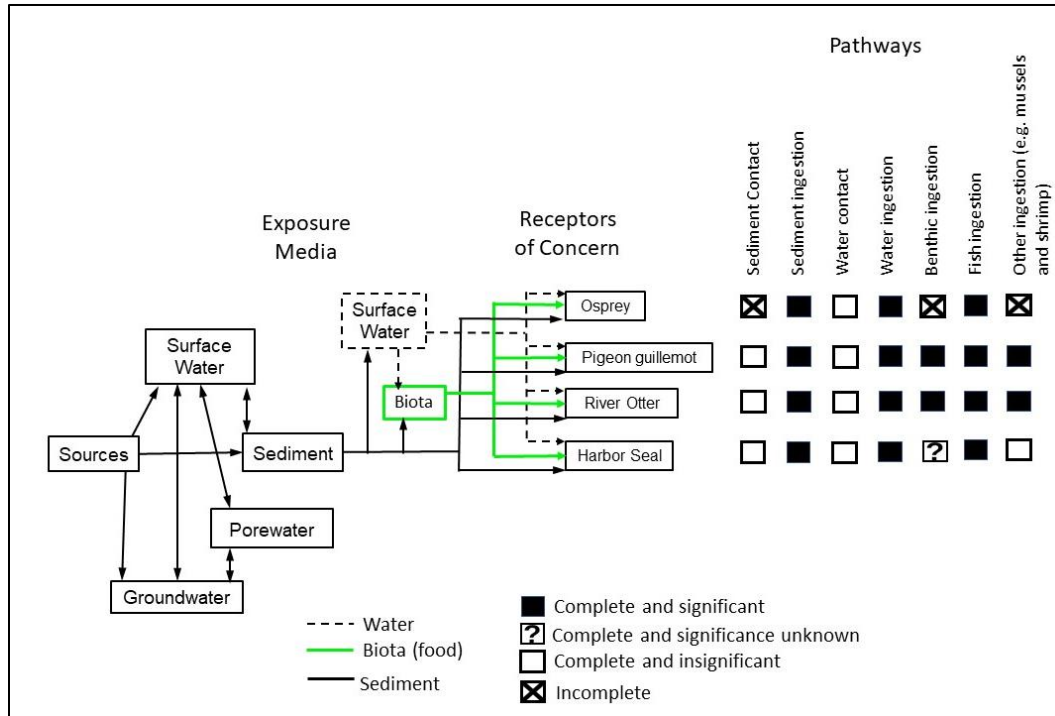 Pathways
Sediment Contact
Sediment ingestion
Water contact
Water ingestion
Benthic ingestion
Fish ingestion
Other ingestion (e.g. mussels
and shrimp)
Exposure
Media
Receptors
of Concern
Surface
Water
Osprey
Surface
Water
Pigeon guillemot
Biota
River Otter
Sources
Sediment
Harbor Seal
?
Porewater
Groundwater
Water
Biota (food)
Sediment
Complete and significant
? Complete and significance unknown
Complete and insignificant
Incomplete